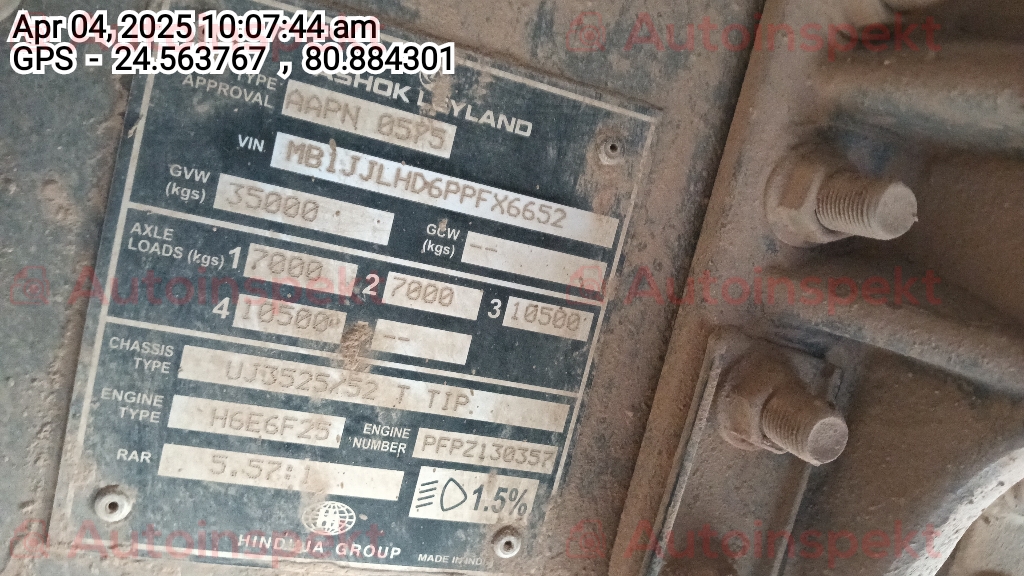 Apr 04, 2025 10:07:44 am
GPS - 24.563767 , 80.884301
Autoinspekt Autoinspekt
ASHOK LEYLAND
TYPE APPROVAL AAPN 0575
VIN MB1JJLHD6PPFX6652
GVW (kgs) 35000 GCW (kgs) --
AXLE LOADS (kgs) 1 7000 2 7000 3 10500
Autoinspekt Autoinspekt
4 10500 --
CHASSIS TYPE UJ3525/52 T TIP
ENGINE TYPE H6E6F25 ENGINE NUMBER PFPZ130357
RAR 5.57:1 1.5%
HINDUJA GROUP MADE IN INDIA
Autoinspekt Autoinspekt